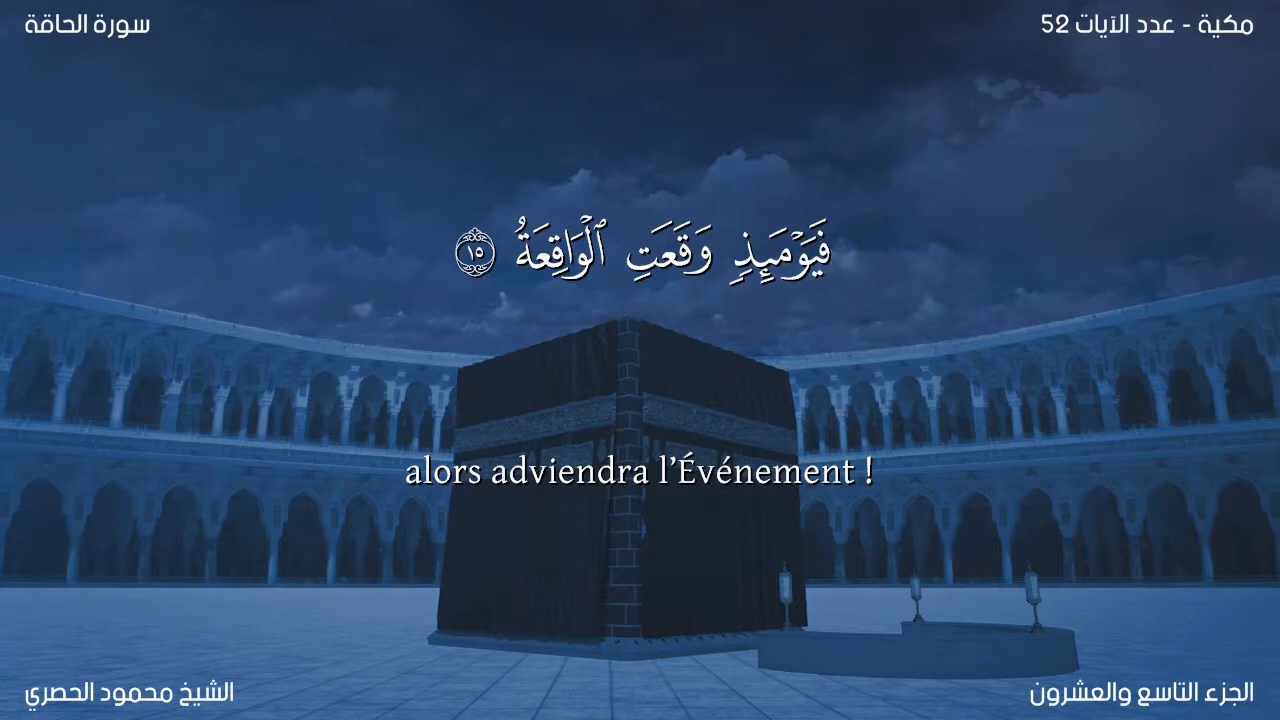 سورة الحاقة
مكية - عدد الآيات 52
فَيَوْمَئِذٍ وَقَعَتِ ٱلْوَاقِعَةُ ١٥
alors adviendra l’Événement !
الشيخ محمود الحصري
الجزء التاسع والعشرون